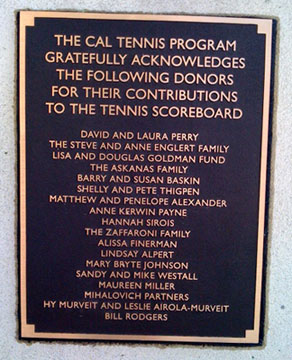 THE CAL TENNIS PROGRAM
GRATEFULLY ACKNOWLEDGES
THE FOLLOWING DONORS
FOR THEIR CONTRIBUTIONS
TO THE TENNIS SCOREBOARD
DAVID AND LAURA PERRY
THE STEVE AND ANNE ENGLERT FAMILY
LISA AND DOUGLAS GOLDMAN FUND
THE ASKANAS FAMILY
BARRY AND SUSAN BASKIN
SHELLY AND PETE THIGPEN
MATTHEW AND PENELOPE ALEXANDER
ANNE KERWIN PAYNE
HANNAH SIROIS
THE ZAFFARONI FAMILY
ALISSA FINERMAN
LINDSAY ALPERT
MARY BRYTE JOHNSON
SANDY AND MIKE WESTALL
MAUREEN MILLER
MIHALOVICH PARTNERS
HY MURVEIT AND LESLIE AIROLA-MURVEIT
BILL RODGERS